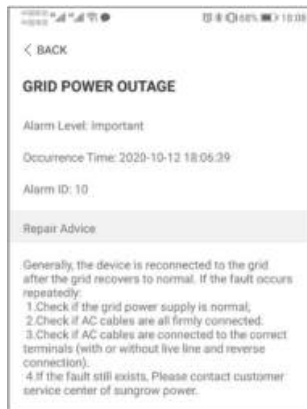 68% 18:08
< BACK
GRID POWER OUTAGE
Alarm Level: Important
Occurrence Time: 2020-10-12 18:06:39
Alarm ID: 10
Repair Advice
Generally, the device is reconnected to the grid
after the grid recovers to normal. If the fault occurs
repeatedly:
1.Check if the grid power supply is normal;
2.Check if AC cables are all firmly connected.
3.Check if AC cables are connected to the correct
terminals (with or without live line and reverse
connection).
4.If the fault still exists, Please contact customer
service center of sungrow power.